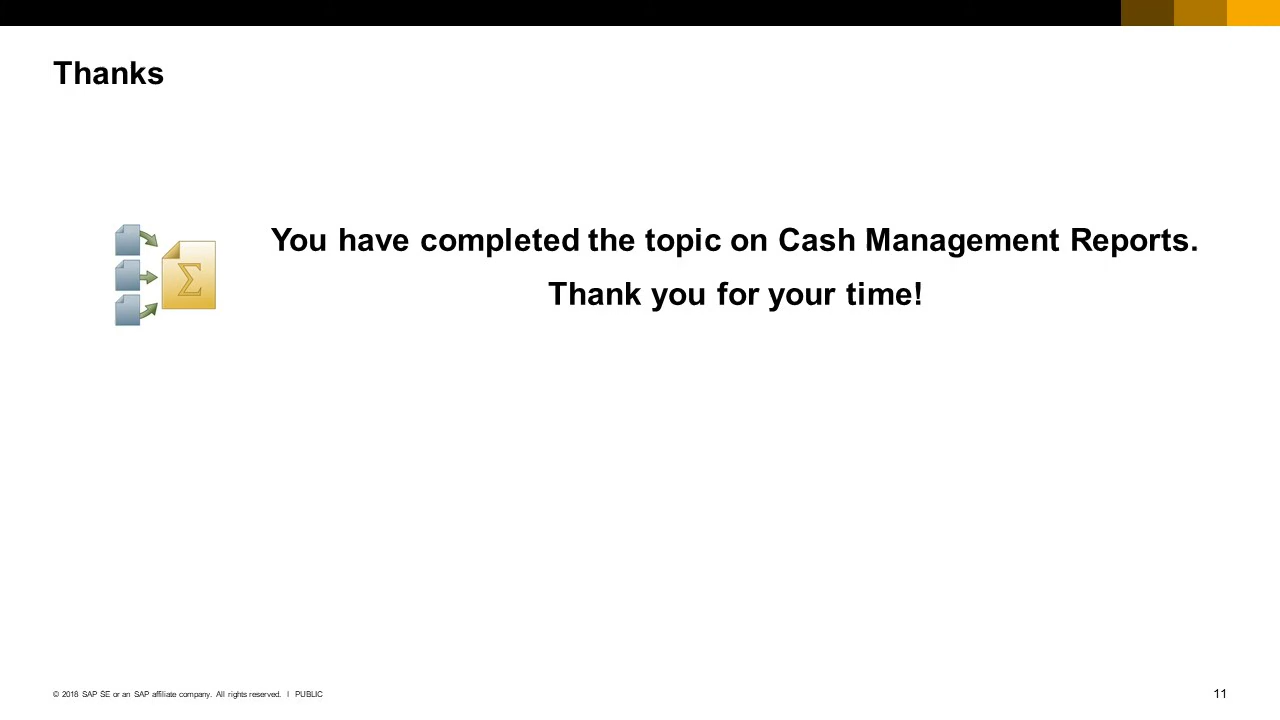 Thanks
You have completed the topic on Cash Management Reports.
Thank you for your time!
Σ
© 2018 SAP SE or an SAP affiliate company. All rights reserved. ǀ PUBLIC
11